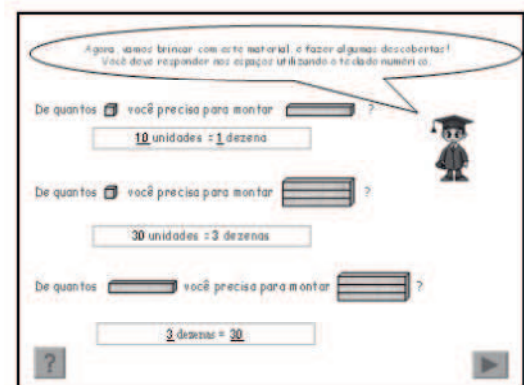 Agora, vamos brincar com este material, e fazer algumas descobertas!
Você deve responder nos espaços utilizando o teclado numérico.
De quantos você precisa para montar ?
10 unidades = 1 dezena
De quantos você precisa para montar ?
30 unidades = 3 dezenas
De quantos você precisa para montar ?
3 dezenas = 30
?